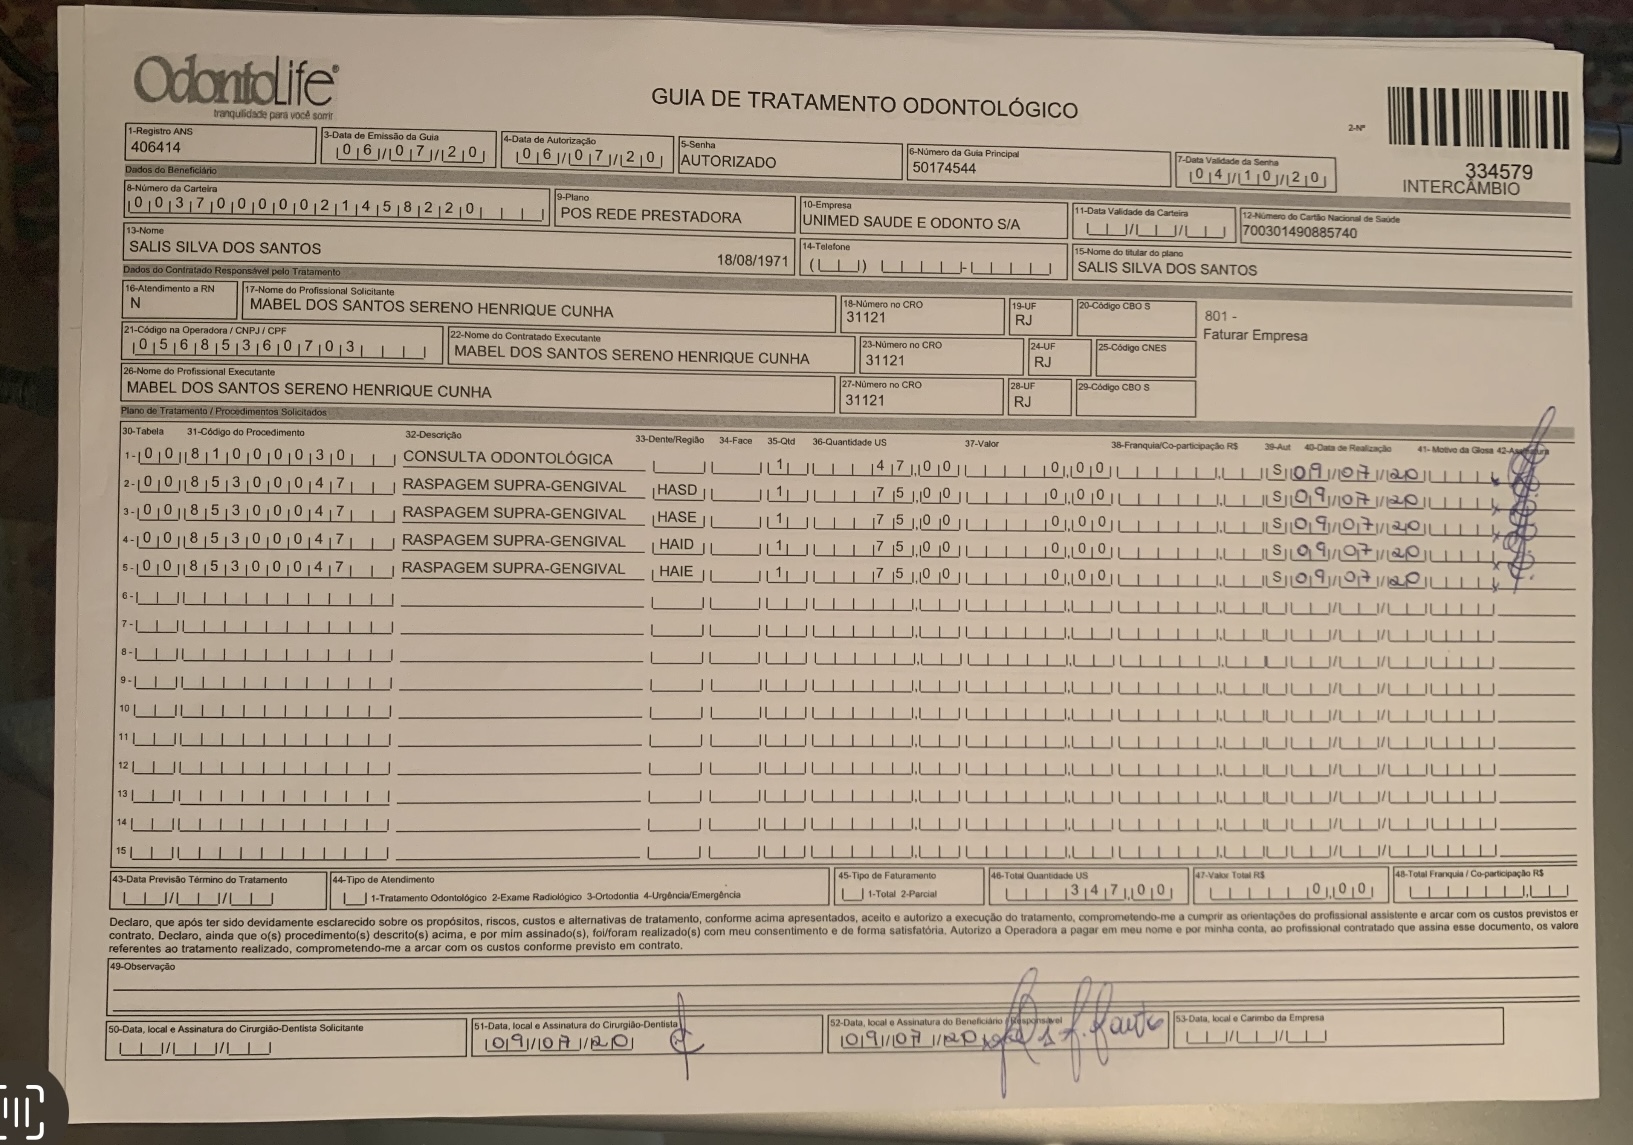 OdontoLife®
tranquilidade para você sorrir
GUIA DE TRATAMENTO ODONTOLÓGICO
2-Nº
334579
INTERCÂMBIO
1-Registro ANS
406414
3-Data de Emissão da Guia
06/07/20
4-Data de Autorização
06/07/20
5-Senha
AUTORIZADO
6-Número da Guia Principal
50174544
7-Data Validade da Senha
04/10/20
Dados do Beneficiário
8-Número da Carteira
00370000021458220
9-Plano
POS REDE PRESTADORA
10-Empresa
UNIMED SAUDE E ODONTO S/A
11-Data Validade da Carteira
12-Número do Cartão Nacional de Saúde
700301490885740
13-Nome
SALIS SILVA DOS SANTOS 18/08/1971
14-Telefone
15-Nome do titular do plano
SALIS SILVA DOS SANTOS
Dados do Contratado Responsável pelo Tratamento
16-Atendimento a RN
N
17-Nome do Profissional Solicitante
MABEL DOS SANTOS SERENO HENRIQUE CUNHA
18-Número no CRO
31121
19-UF
RJ
20-Código CBO S
801 -
Faturar Empresa
21-Código na Operadora / CNPJ / CPF
05685360703
22-Nome do Contratado Executante
MABEL DOS SANTOS SERENO HENRIQUE CUNHA
23-Número no CRO
31121
24-UF
RJ
25-Código CNES
26-Nome do Profissional Executante
MABEL DOS SANTOS SERENO HENRIQUE CUNHA
27-Número no CRO
31121
28-UF
RJ
29-Código CBO S
Plano de Tratamento / Procedimentos Solicitados
30-Tabela 31-Código do Procedimento 32-Descrição 33-Dente/Região 34-Face 35-Qtd 36-Quantidade US 37-Valor 38-Franquia/Co-participação R$ 39-Aut 40-Data de Realização 41- Motivo da Glosa 42-Assinatura
1- 00 81000030 CONSULTA ODONTOLÓGICA 1 47,00 0,00 S 09/07/20
2- 00 85300047 RASPAGEM SUPRA-GENGIVAL HASD 1 75,00 0,00 S 09/07/20
3- 00 85300047 RASPAGEM SUPRA-GENGIVAL HASE 1 75,00 0,00 S 09/07/20
4- 00 85300047 RASPAGEM SUPRA-GENGIVAL HAID 1 75,00 0,00 S 09/07/20
5- 00 85300047 RASPAGEM SUPRA-GENGIVAL HAIE 1 75,00 0,00 S 09/07/20
6-
7-
8-
9-
10
11
12
13
14
15
43-Data Previsão Término do Tratamento
44-Tipo de Atendimento
1-Tratamento Odontológico 2-Exame Radiológico 3-Ortodontia 4-Urgência/Emergência
45-Tipo de Faturamento
1-Total 2-Parcial
46-Total Quantidade US
347,00
47-Valor Total R$
0,00
48-Total Franquia / Co-participação R$
Declaro, que após ter sido devidamente esclarecido sobre os propósitos, riscos, custos e alternativas de tratamento, conforme acima apresentados, aceito e autorizo a execução do tratamento, comprometendo-me a cumprir as orientações do profissional assistente e arcar com os custos previstos er
contrato. Declaro, ainda que o(s) procedimento(s) descrito(s) acima, e por mim assinado(s), foi/foram realizado(s) com meu consentimento e de forma satisfatória. Autorizo a Operadora a pagar em meu nome e por minha conta, ao profissional contratado que assina esse documento, os valore
referentes ao tratamento realizado, comprometendo-me a arcar com os custos conforme previsto em contrato.
49-Observação
50-Data, local e Assinatura do Cirurgião-Dentista Solicitante
51-Data, local e Assinatura do Cirurgião-Dentista
09/07/20
52-Data, local e Assinatura do Beneficiário / Responsável
09/07/20
53-Data, local e Carimbo da Empresa